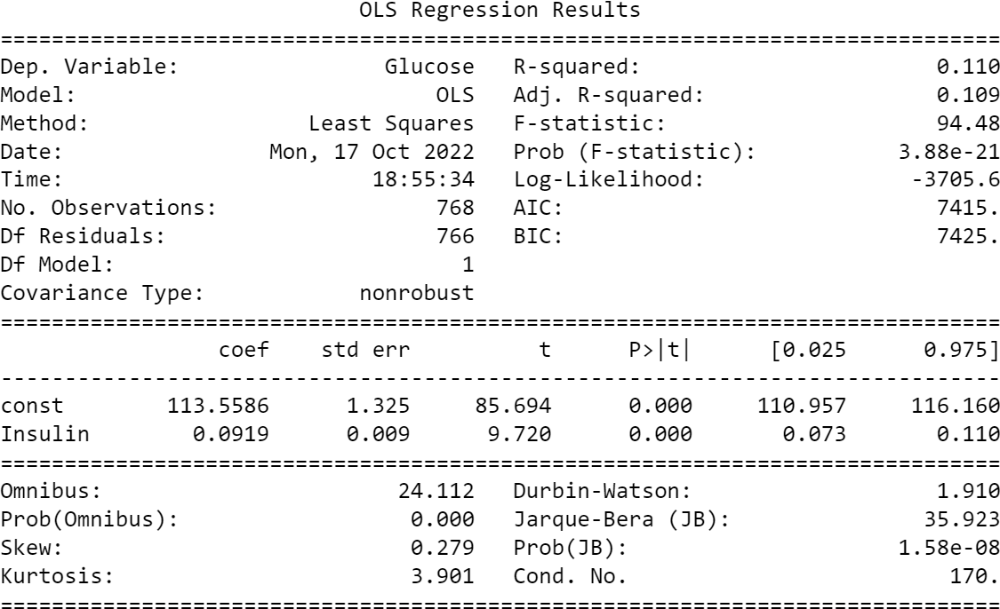 OLS Regression Results
==============================================================================
Dep. Variable:                Glucose   R-squared:                       0.110
Model:                            OLS   Adj. R-squared:                  0.109
Method:                 Least Squares   F-statistic:                     94.48
Date:                Mon, 17 Oct 2022   Prob (F-statistic):           3.88e-21
Time:                        18:55:34   Log-Likelihood:                -3705.6
No. Observations:                 768   AIC:                             7415.
Df Residuals:                     766   BIC:                             7425.
Df Model:                           1
Covariance Type:            nonrobust
==============================================================================
                 coef    std err          t      P>|t|      [0.025      0.975]
------------------------------------------------------------------------------
const        113.5586      1.325     85.694      0.000     110.957     116.160
Insulin        0.0919      0.009      9.720      0.000       0.073       0.110
==============================================================================
Omnibus:                       24.112   Durbin-Watson:                   1.910
Prob(Omnibus):                  0.000   Jarque-Bera (JB):               35.923
Skew:                           0.279   Prob(JB):                     1.58e-08
Kurtosis:                       3.901   Cond. No.                         170.
==============================================================================